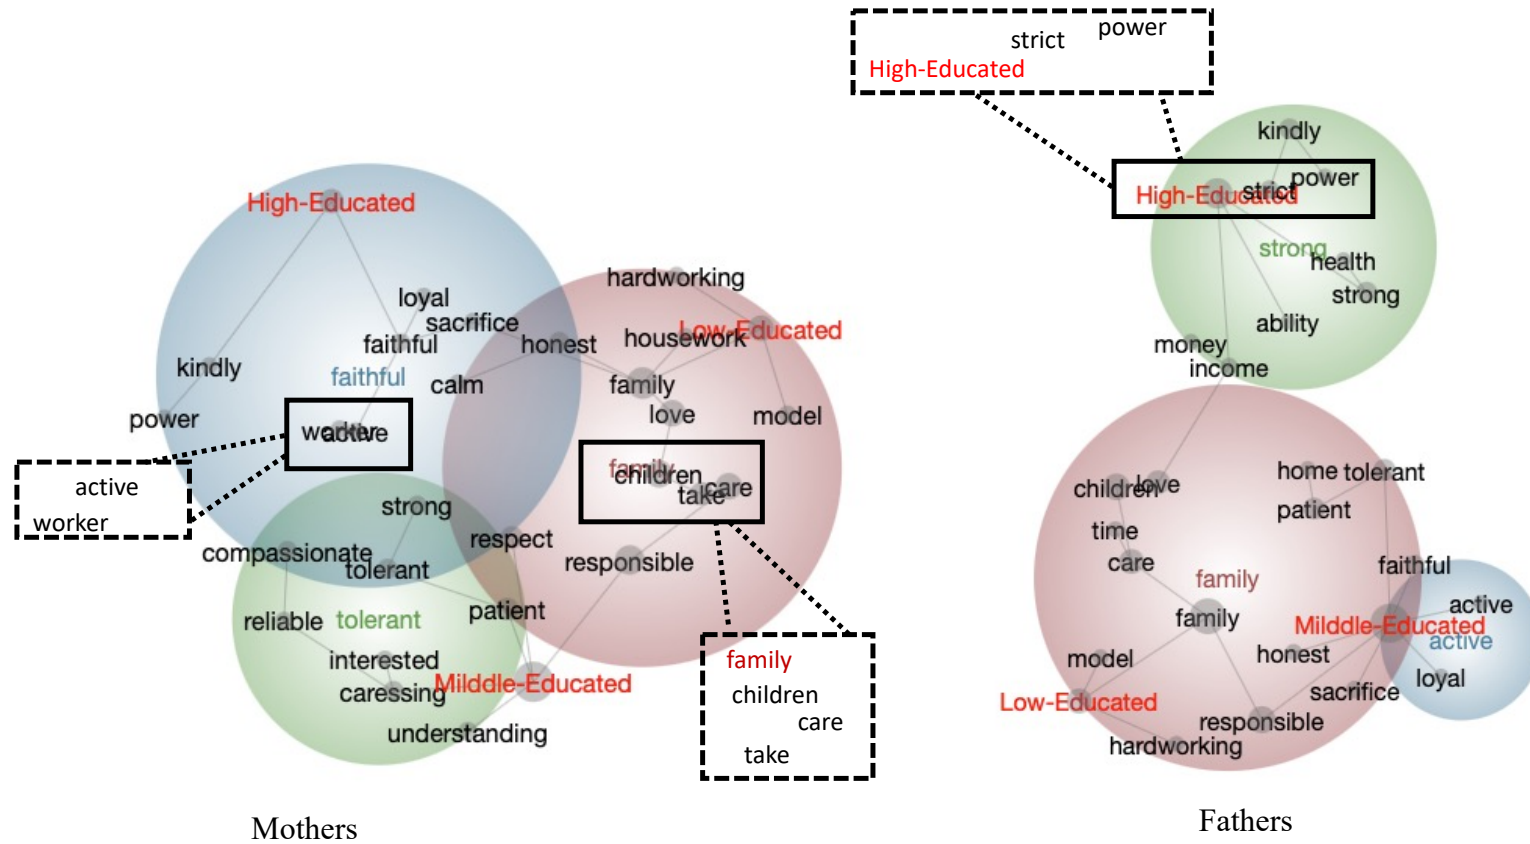 High-Educated
loyal
sacrifice
faithful
kindly
faithful
calm
power
worker
active
active
worker
strong
compassionate
tolerant
reliable
tolerant
interested
caressing
Milddle-Educated
understanding
respect
patient
hardworking
Low-Educated
honest
housework
family
love
model
family
children
take
care
responsible
family
children
care
take
Mothers
strict
power
High-Educated
kindly
High-Educated
strict
power
strong
health
strong
ability
money
income
children
love
home
tolerant
patient
time
care
family
family
faithful
active
Milddle-Educated
active
honest
loyal
model
sacrifice
Low-Educated
responsible
hardworking
Fathers